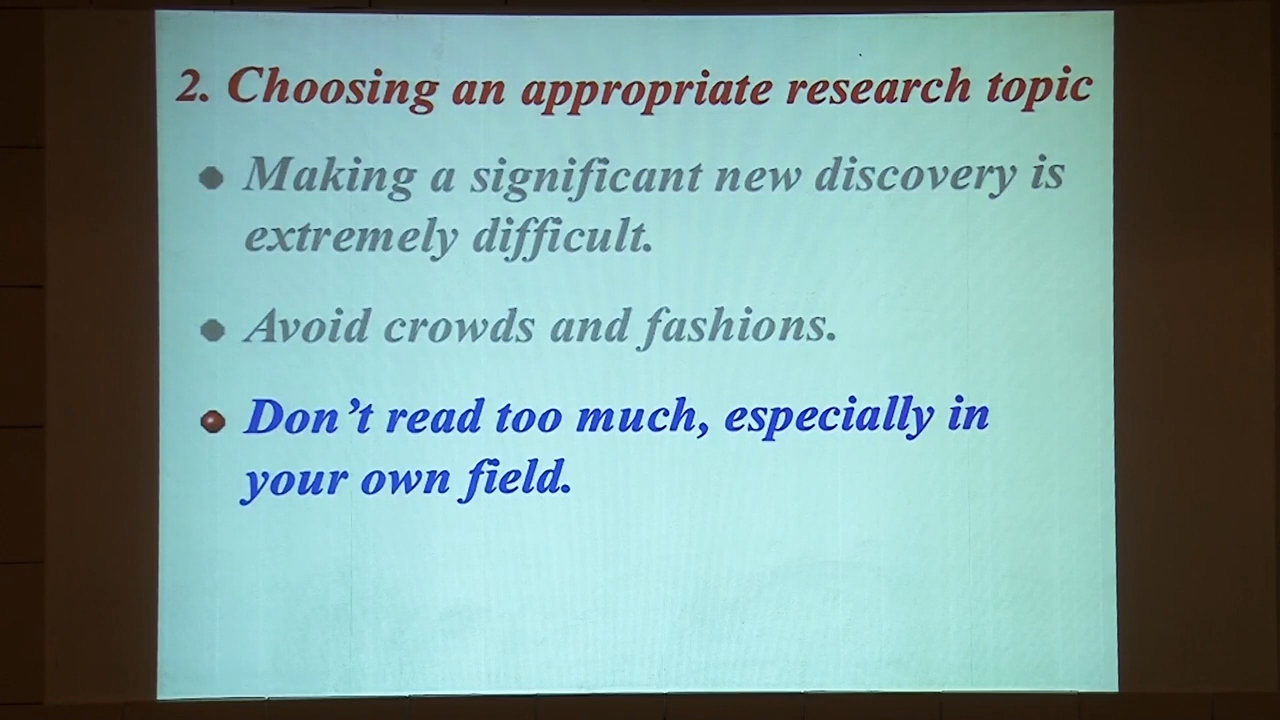 2. Choosing an appropriate research topic
• Making a significant new discovery is
extremely difficult.
• Avoid crowds and fashions.
• Don't read too much, especially in
your own field.